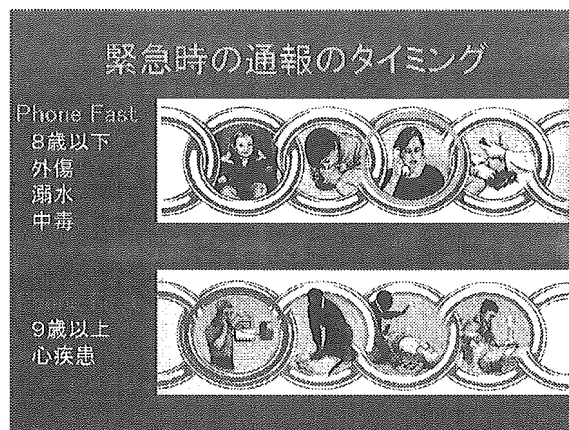 緊急時の通報のタイミング
Phone Fast
8歳以下
外傷
溺水
中毒
9歳以上
心疾患